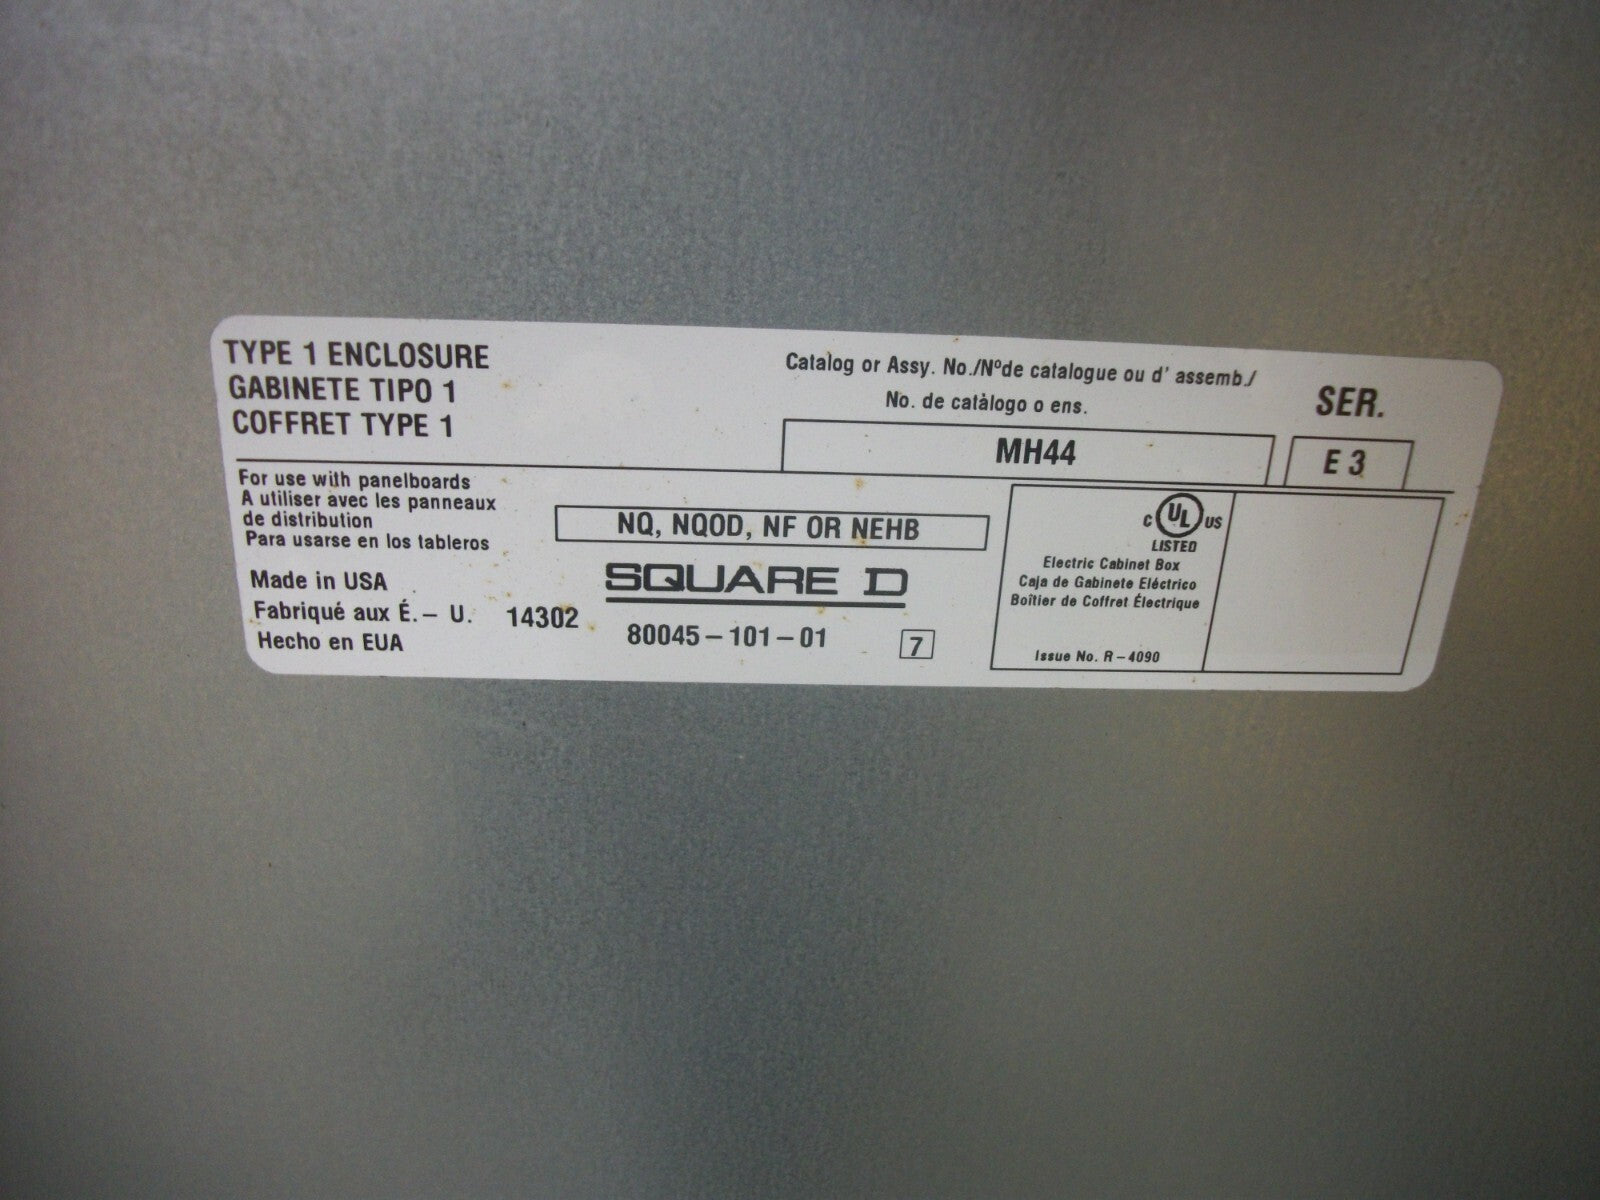 TYPE 1 ENCLOSURE
GABINETE TIPO 1
COFFRET TYPE 1
Catalog or Assy. No./Nºde catalogue ou d' assemb./
No. de catàlogo o ens.
SER.
MH44
E 3
For use with panelboards
A utiliser avec les panneaux
de distribution
Para usarse en los tableros
NQ, NQOD, NF OR NEHB
Made in USA
Fabriqué aux É.– U.
Hecho en EUA
14302
SQUARE D
80045–101–01
7
C UL US
LISTED
Electric Cabinet Box
Caja de Gabinete Eléctrico
Boîtier de Coffret Électrique
Issue No. R–4090